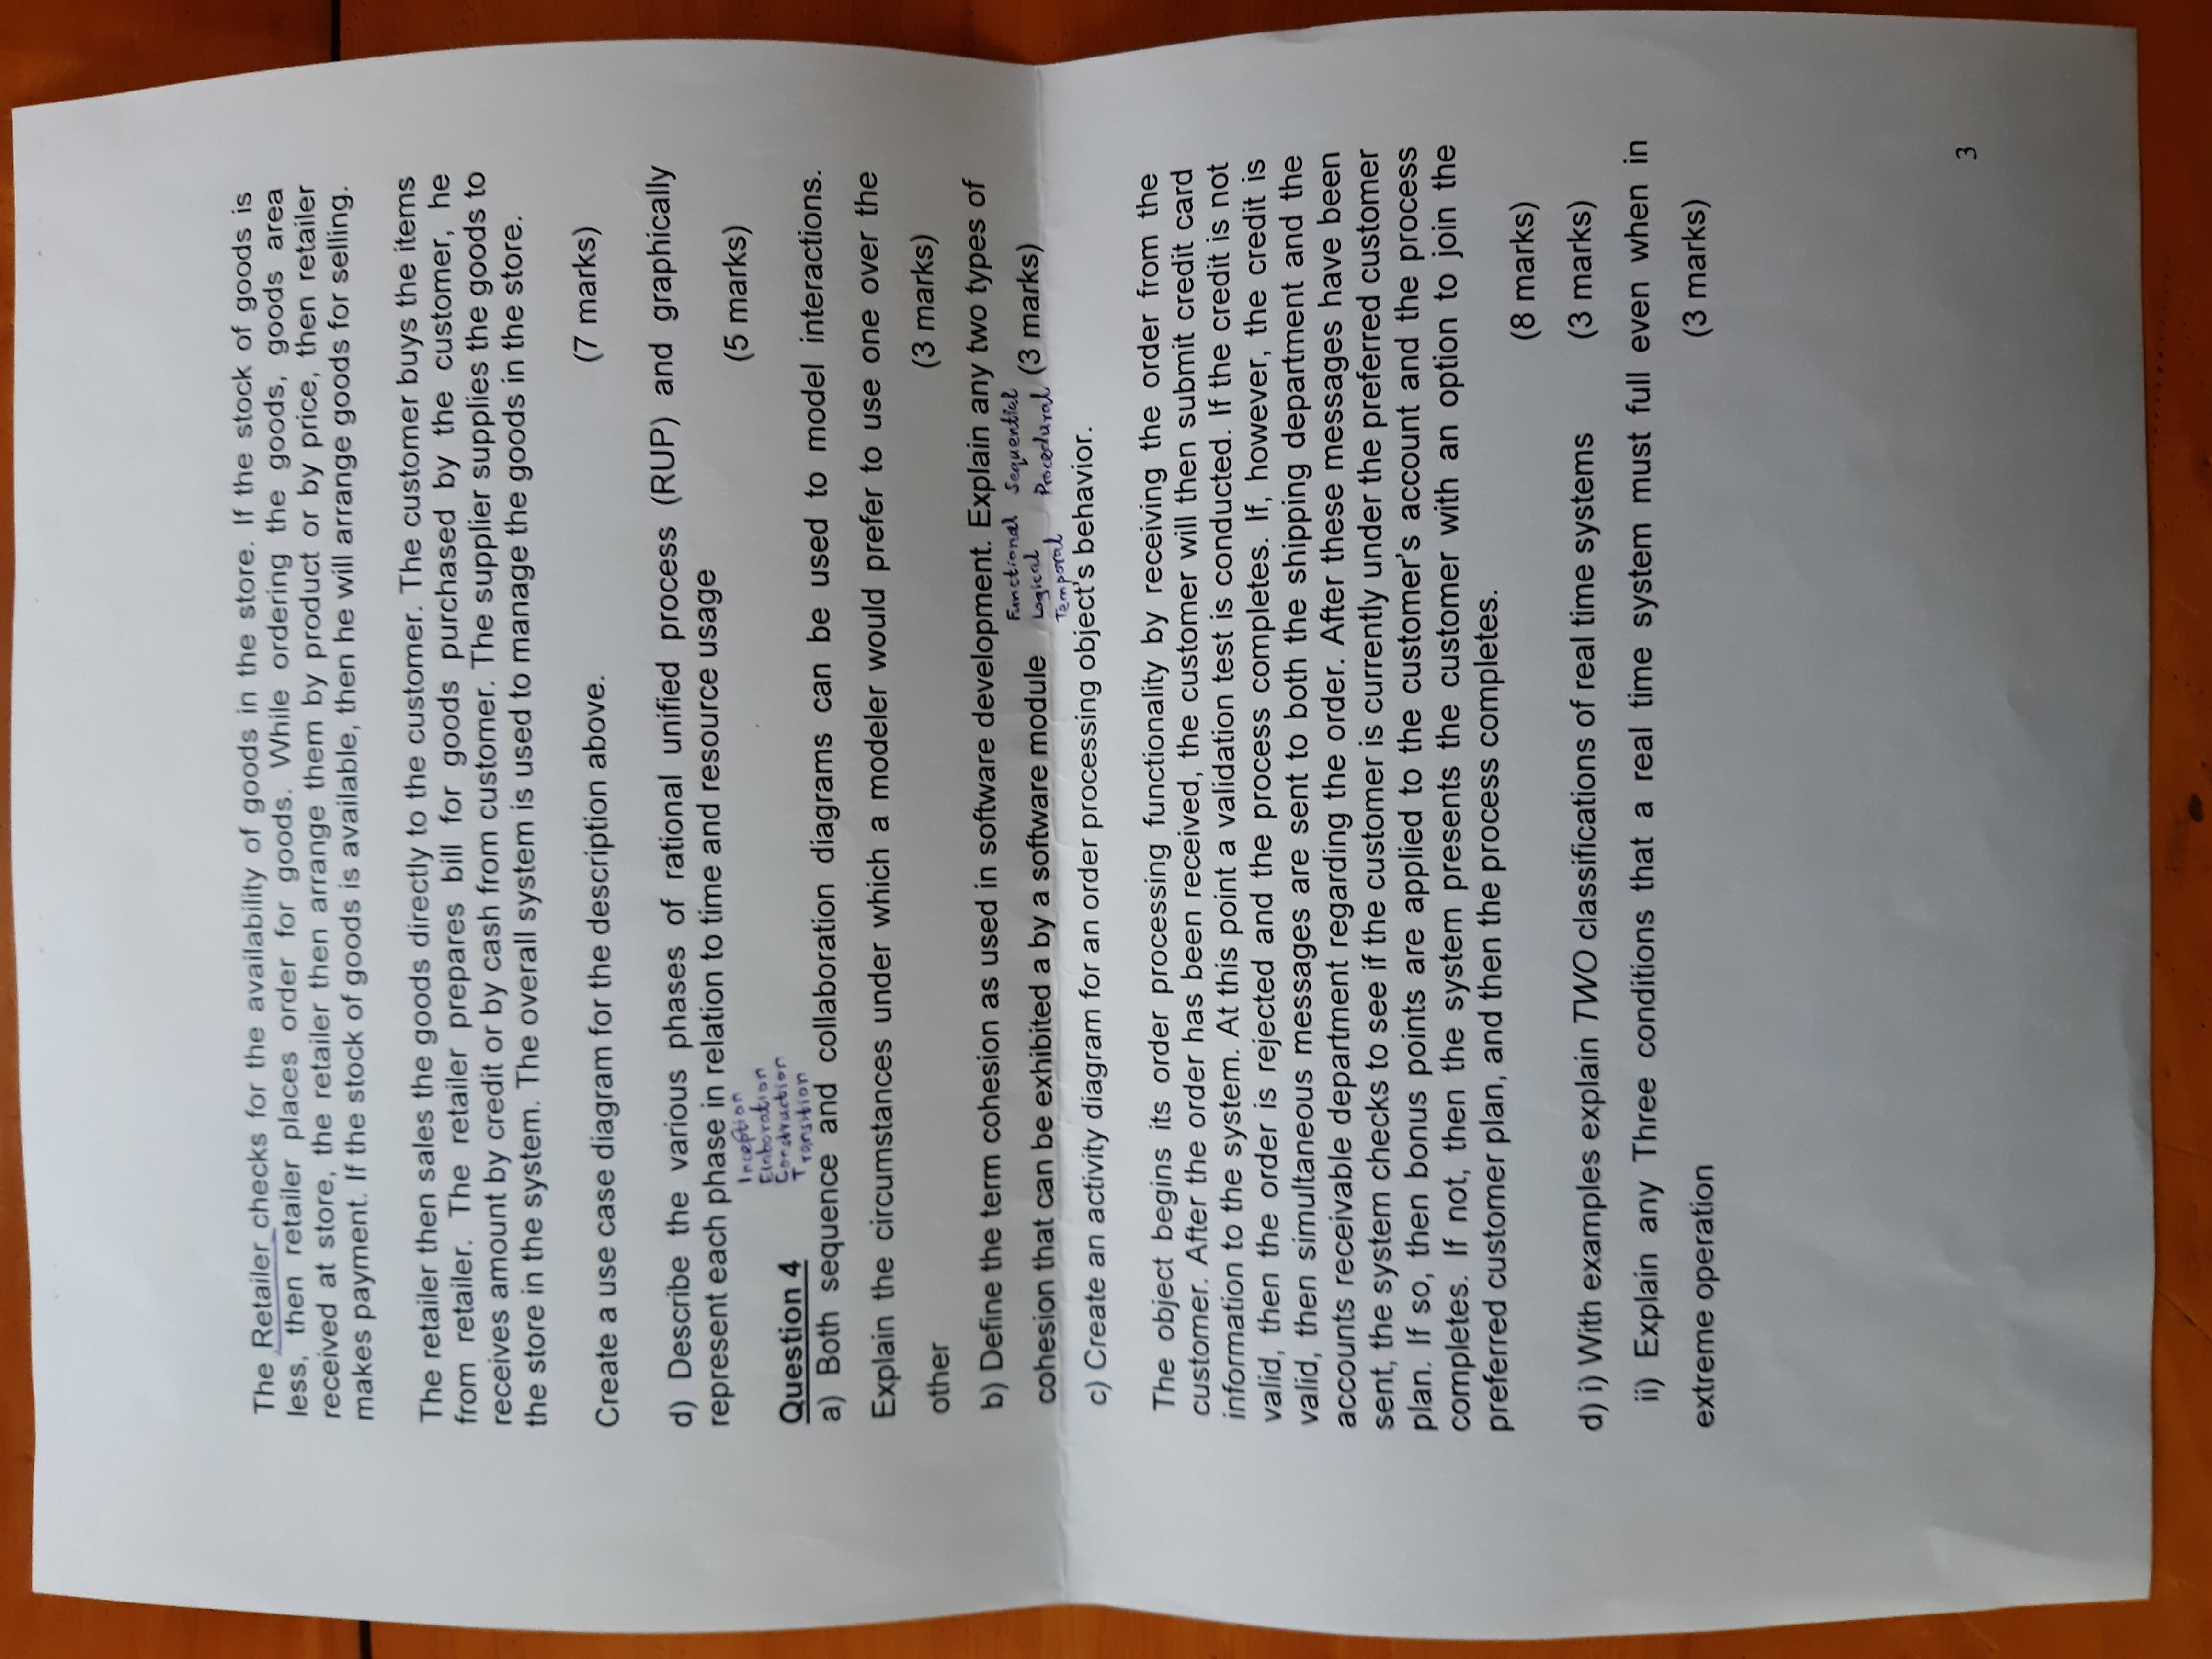 The Retailer checks for the availability of goods in the store. If the stock of goods is
less, then retailer places order for goods. While ordering the goods, goods area
received at store, the retailer then arrange them by product or by price, then retailer
makes payment. If the stock of goods is available, then he will arrange goods for selling.
The retailer then sales the goods directly to the customer. The customer buys the items
from retailer. The retailer prepares bill for goods purchased by the customer, he
receives amount by credit or by cash from customer. The supplier supplies the goods to
the store in the system. The overall system is used to manage the goods in the store.
Create a use case diagram for the description above. (7 marks)
d) Describe the various phases of rational unified process (RUP) and graphically
represent each phase in relation to time and resource usage
(5 marks)
Inception
Elaboration
Construction
Transition
Question 4
a) Both sequence and collaboration diagrams can be used to model interactions.
Explain the circumstances under which a modeler would prefer to use one over the
other (3 marks)
b) Define the term cohesion as used in software development. Explain any two types of
Functional Sequential
cohesion that can be exhibited a by a software module Logical Procedural (3 marks)
Temporal
c) Create an activity diagram for an order processing object's behavior.
The object begins its order processing functionality by receiving the order from the
customer. After the order has been received, the customer will then submit credit card
information to the system. At this point a validation test is conducted. If the credit is not
valid, then the order is rejected and the process completes. If, however, the credit is
valid, then simultaneous messages are sent to both the shipping department and the
accounts receivable department regarding the order. After these messages have been
sent, the system checks to see if the customer is currently under the preferred customer
plan. If so, then bonus points are applied to the customer's account and the process
completes. If not, then the system presents the customer with an option to join the
preferred customer plan, and then the process completes.
(8 marks)
d) i) With examples explain TWO classifications of real time systems (3 marks)
ii) Explain any Three conditions that a real time system must full even when in
extreme operation (3 marks)
3